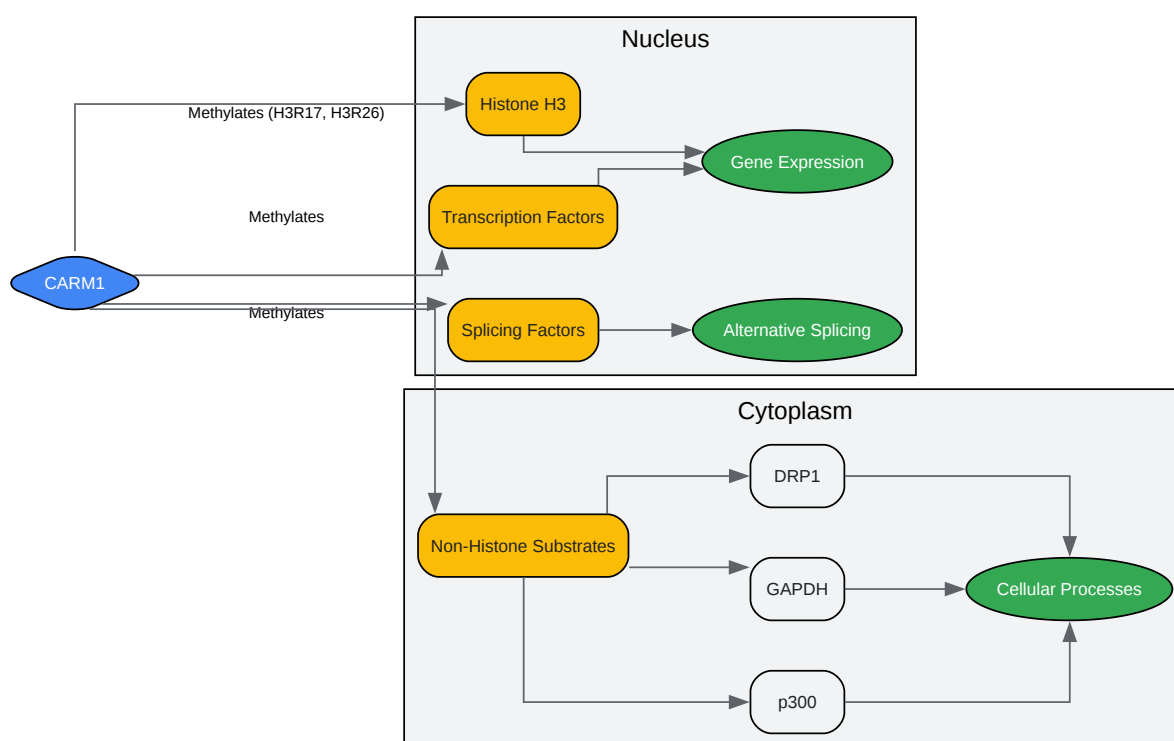 Nucleus
Histone H3
Methylates (H3R17, H3R26)
Gene Expression
Methylates
Transcription Factors
CARM1
Methylates
Splicing Factors
Alternative Splicing
Cytoplasm
DRP1
Non-Histone Substrates
GAPDH
Cellular Processes
p300